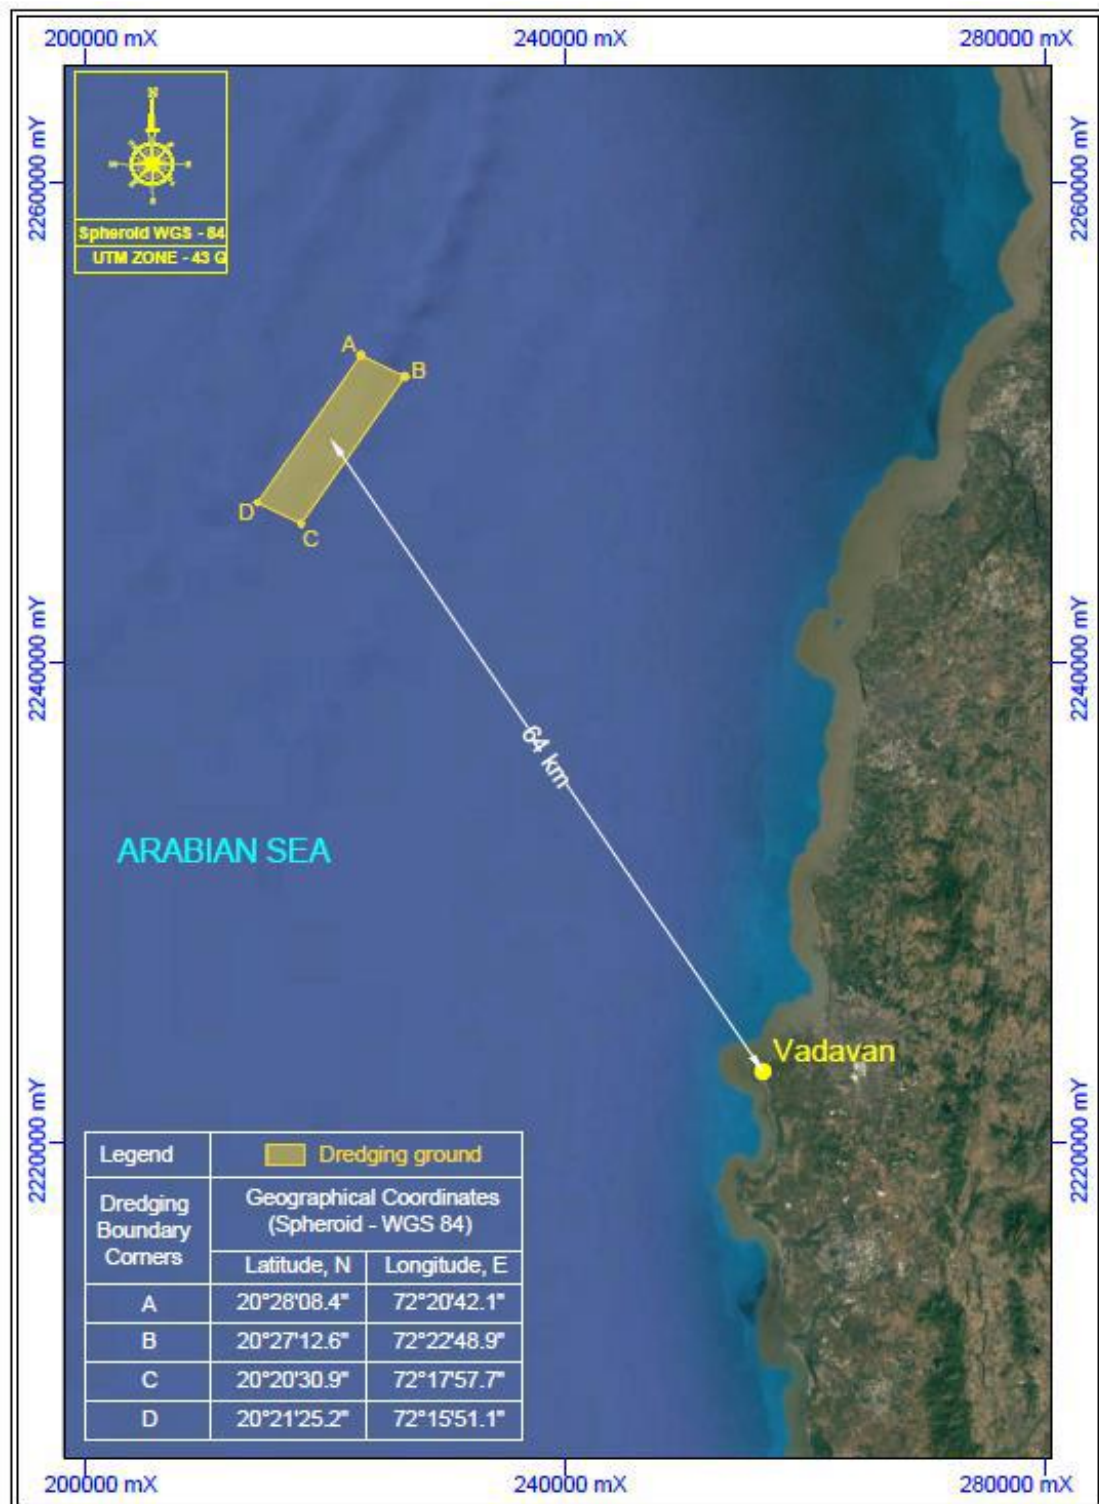 200000 mX 240000 mX 280000 mX
2260000 mY 2260000 mY
N
Spheroid WGS - 84
UTM ZONE - 43 Q
A
B
D
C
2240000 mY 2240000 mY
64 km
ARABIAN SEA
Vadavan
2220000 mY 2220000 mY
Legend Dredging ground
Dredging Boundary Corners
Geographical Coordinates
(Spheroid - WGS 84)
Latitude, N Longitude, E
A 20°28'08.4" 72°20'42.1"
B 20°27'12.6" 72°22'48.9"
C 20°20'30.9" 72°17'57.7"
D 20°21'25.2" 72°15'51.1"
200000 mX 240000 mX 280000 mX